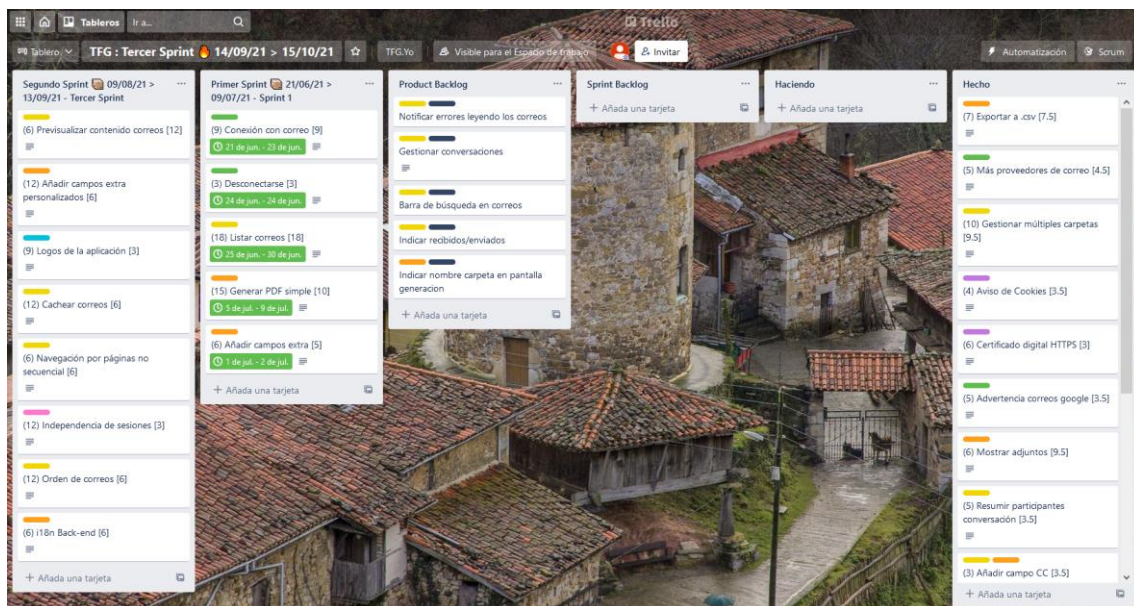 Tableros
Ir a...
Trello
Tablero
TFG : Tercer Sprint 🔥 14/09/21 > 15/10/21
TFG.Yo
Visible para el Espacio de trabajo
Invitar
Automatización
Scrum
Segundo Sprint 09/08/21 >
13/09/21 - Tercer Sprint
(6) Previsualizar contenido correos [12]
(12) Añadir campos extra
personalizados [6]
(9) Logos de la aplicación [3]
(12) Cachear correos [6]
(6) Navegación por páginas no
secuencial [6]
(12) Independencia de sesiones [3]
(12) Orden de correos [6]
(6) i18n Back-end [6]
+ Añada una tarjeta
Primer Sprint 21/06/21 >
09/07/21 - Sprint 1
(9) Conexión con correo [9]
21 de jun. - 23 de jun.
(3) Desconectarse [3]
24 de jun. - 24 de jun.
(18) Listar correos [18]
25 de jun. - 30 de jun.
(15) Generar PDF simple [10]
5 de jul. - 9 de jul.
(6) Añadir campos extra [5]
1 de jul. - 2 de jul.
+ Añada una tarjeta
Product Backlog
Notificar errores leyendo los correos
Gestionar conversaciones
Barra de búsqueda en correos
Indicar recibidos/enviados
Indicar nombre carpeta en pantalla
generacion
+ Añada una tarjeta
Sprint Backlog
+ Añada una tarjeta
Haciendo
+ Añada una tarjeta
Hecho
(7) Exportar a .csv [7.5]
(5) Más proveedores de correo [4.5]
(10) Gestionar múltiples carpetas
[9.5]
(4) Aviso de Cookies [3.5]
(6) Certificado digital HTTPS [3]
(5) Advertencia correos google [3.5]
(6) Mostrar adjuntos [9.5]
(5) Resumir participantes
conversación [3.5]
(3) Añadir campo CC [3.5]
+ Añada una tarjeta